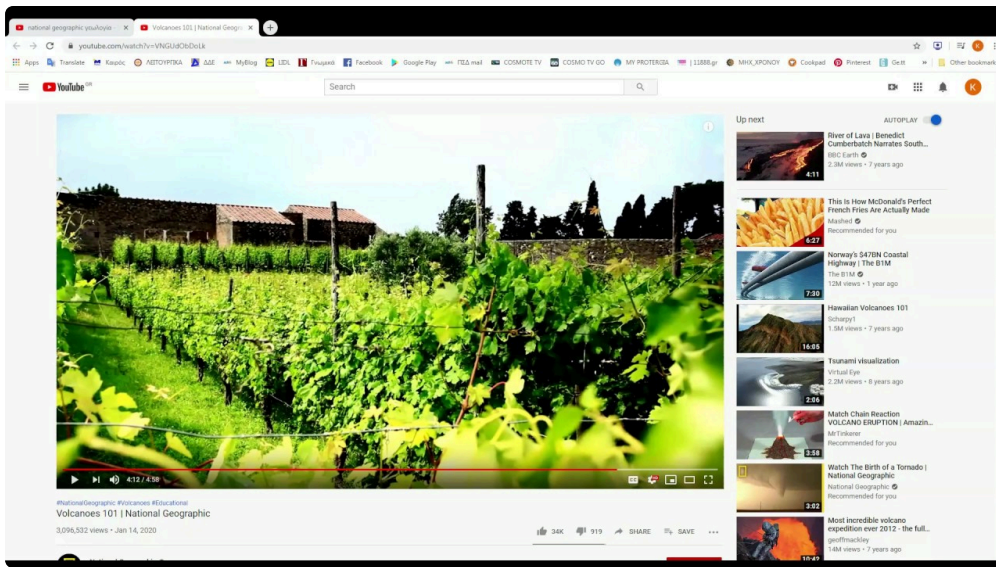 national geographic youλογία
Volcanoes 101 | National Geogr
youtube.com/watch?v=VNGUdObDoLk
Apps Translate Καιρός ΛΕΙΤΟΥΡΓΙΚΑ ΔΔΕ MyBlog LIDL Γνωμικό Facebook Google Play ΠΣΔ mail COSMOTE TV COSMO TV GO MY PROTERGIA | 11888.gr ΜΗΧ_ΧΡΟΝΟΥ Cookpad Pinterest Ge.tt » Other bookmark
YouTube GR
Search
K
Up next
AUTOPLAY
4:11
River of Lava | Benedict
Cumberbatch Narrates South...
BBC Earth
2.3M views • 7 years ago
6:27
This Is How McDonald's Perfect
French Fries Are Actually Made
Mashed
Recommended for you
7:30
Norway's $47BN Coastal
Highway | The B1M
The B1M
12M views • 1 year ago
16:05
Hawaiian Volcanoes 101
Scharpy1
1.5M views • 7 years ago
2:06
Tsunami visualization
Virtual Eye
2.2M views • 8 years ago
3:58
Match Chain Reaction
VOLCANO ERUPTION | Amazin...
MrTinkerer
Recommended for you
3:02
Watch The Birth of a Tornado |
National Geographic
National Geographic
Recommended for you
10:42
Most incredible volcano
expedition ever 2012 - the full...
geoffmackley
14M views • 7 years ago
4:12 / 4:58
#NationalGeographic #Volcanoes #Educational
Volcanoes 101 | National Geographic
3,096,532 views • Jan 14, 2020
34K 919 SHARE SAVE